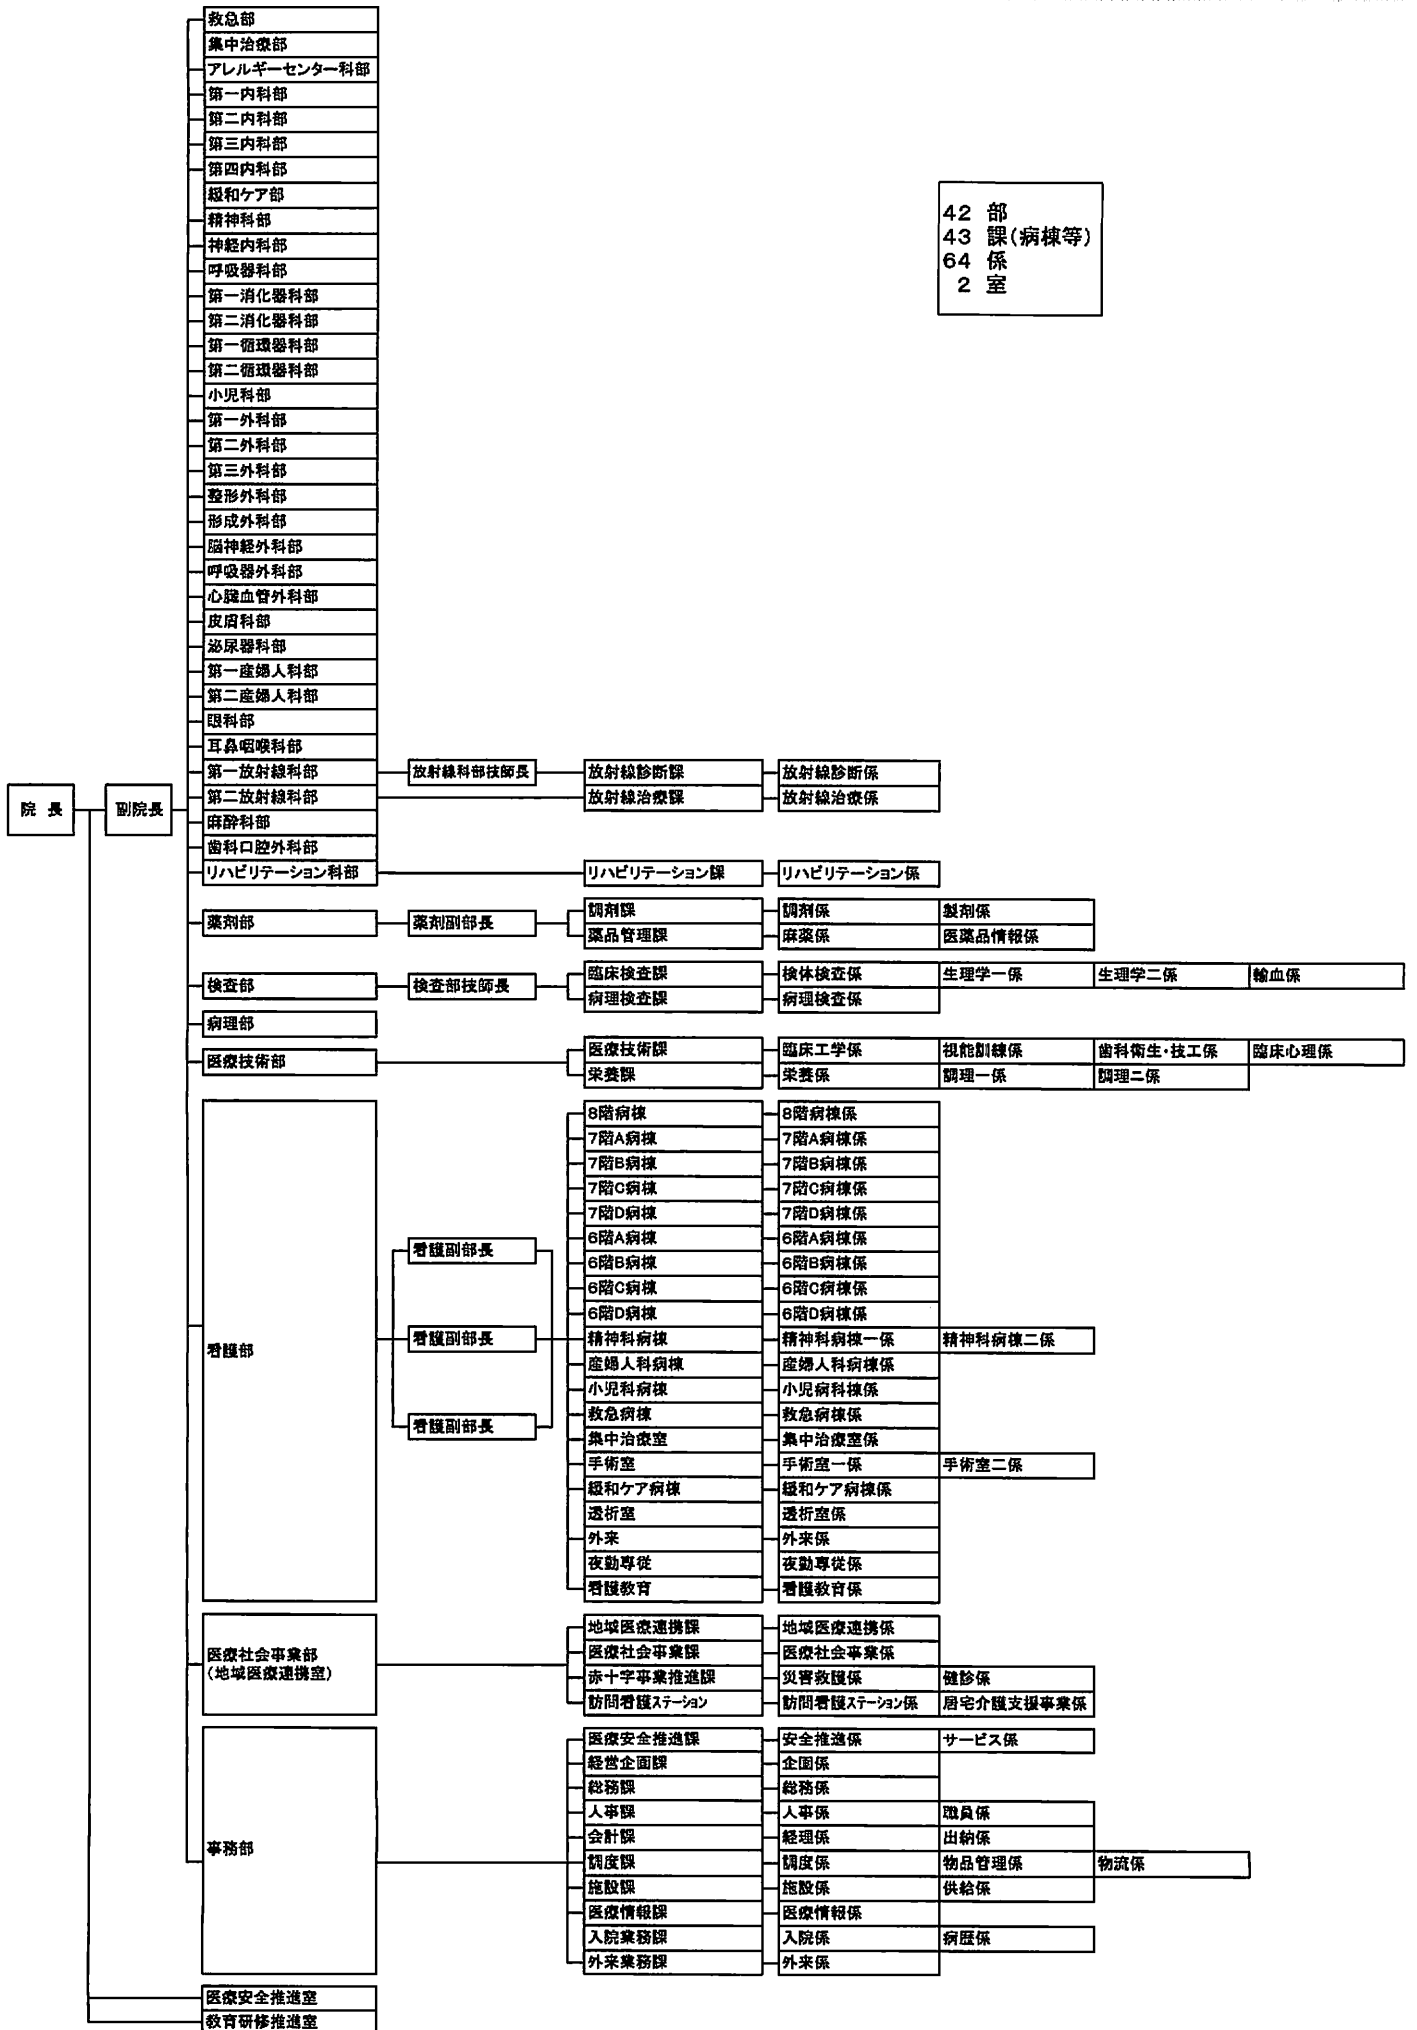 救急部
集中治療部
アレルギーセンター科部
第一内科部
第二内科部
第三内科部
第四内科部
緩和ケア部
精神科部
神経内科部
呼吸器科部
第一消化器科部
第二消化器科部
第一循環器科部
第二循環器科部
小児科部
第一外科部
第二外科部
第三外科部
整形外科部
形成外科部
脳神経外科部
呼吸器外科部
心臓血管外科部
皮膚科部
泌尿器科部
第一産婦人科部
第二産婦人科部
眼科部
耳鼻咽喉科部
42 部
43 課(病棟等)
64 係
2 室
第一放射線科部 放射線科部技師長 放射線診断課 放射線診断係
院 長 副院長
第二放射線科部 放射線治療課 放射線治療係
麻酔科部
歯科口腔外科部
リハビリテーション科部 リハビリテーション課 リハビリテーション係
薬剤部 薬剤副部長
調剤課 調剤係 製剤係
薬品管理課 麻薬係 医薬品情報係
検査部 検査部技師長
臨床検査課 検体検査係 生理学一係 生理学二係 輸血係
病理検査課 病理検査係
病理部
医療技術部
医療技術課 臨床工学係 視能訓練係 歯科衛生・技工係 臨床心理係
栄養課 栄養係 調理一係 調理二係
看護部
看護副部長
看護副部長
看護副部長
8階病棟 8階病棟係
7階A病棟 7階A病棟係
7階B病棟 7階B病棟係
7階C病棟 7階C病棟係
7階D病棟 7階D病棟係
6階A病棟 6階A病棟係
6階B病棟 6階B病棟係
6階C病棟 6階C病棟係
6階D病棟 6階D病棟係
精神科病棟 精神科病棟一係 精神科病棟二係
産婦人科病棟 産婦人科病棟係
小児科病棟 小児病科棟係
救急病棟 救急病棟係
集中治療室 集中治療室係
手術室 手術室一係 手術室二係
緩和ケア病棟 緩和ケア病棟係
透析室 透析室係
外来 外来係
夜勤専従 夜勤専従係
看護教育 看護教育係
医療社会事業部
(地域医療連携室)
地域医療連携課 地域医療連携係
医療社会事業課 医療社会事業係
赤十字事業推進課 災害救護係 健診係
訪問看護ステーション 訪問看護ステーション係 居宅介護支援事業係
事務部
医療安全推進課 安全推進係 サービス係
経営企画課 企画係
総務課 総務係
人事課 人事係 職員係
会計課 経理係 出納係
調度課 調度係 物品管理係 物流係
施設課 施設係 供給係
医療情報課 医療情報係
入院業務課 入院係 病歴係
外来業務課 外来係
医療安全推進室
教育研修推進室